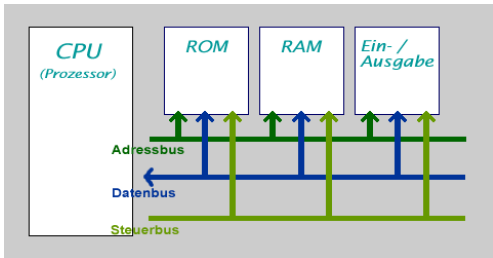 CPU
(Prozessor)
ROM
RAM
Ein- /
Ausgabe
Adressbus
Datenbus
Steuerbus